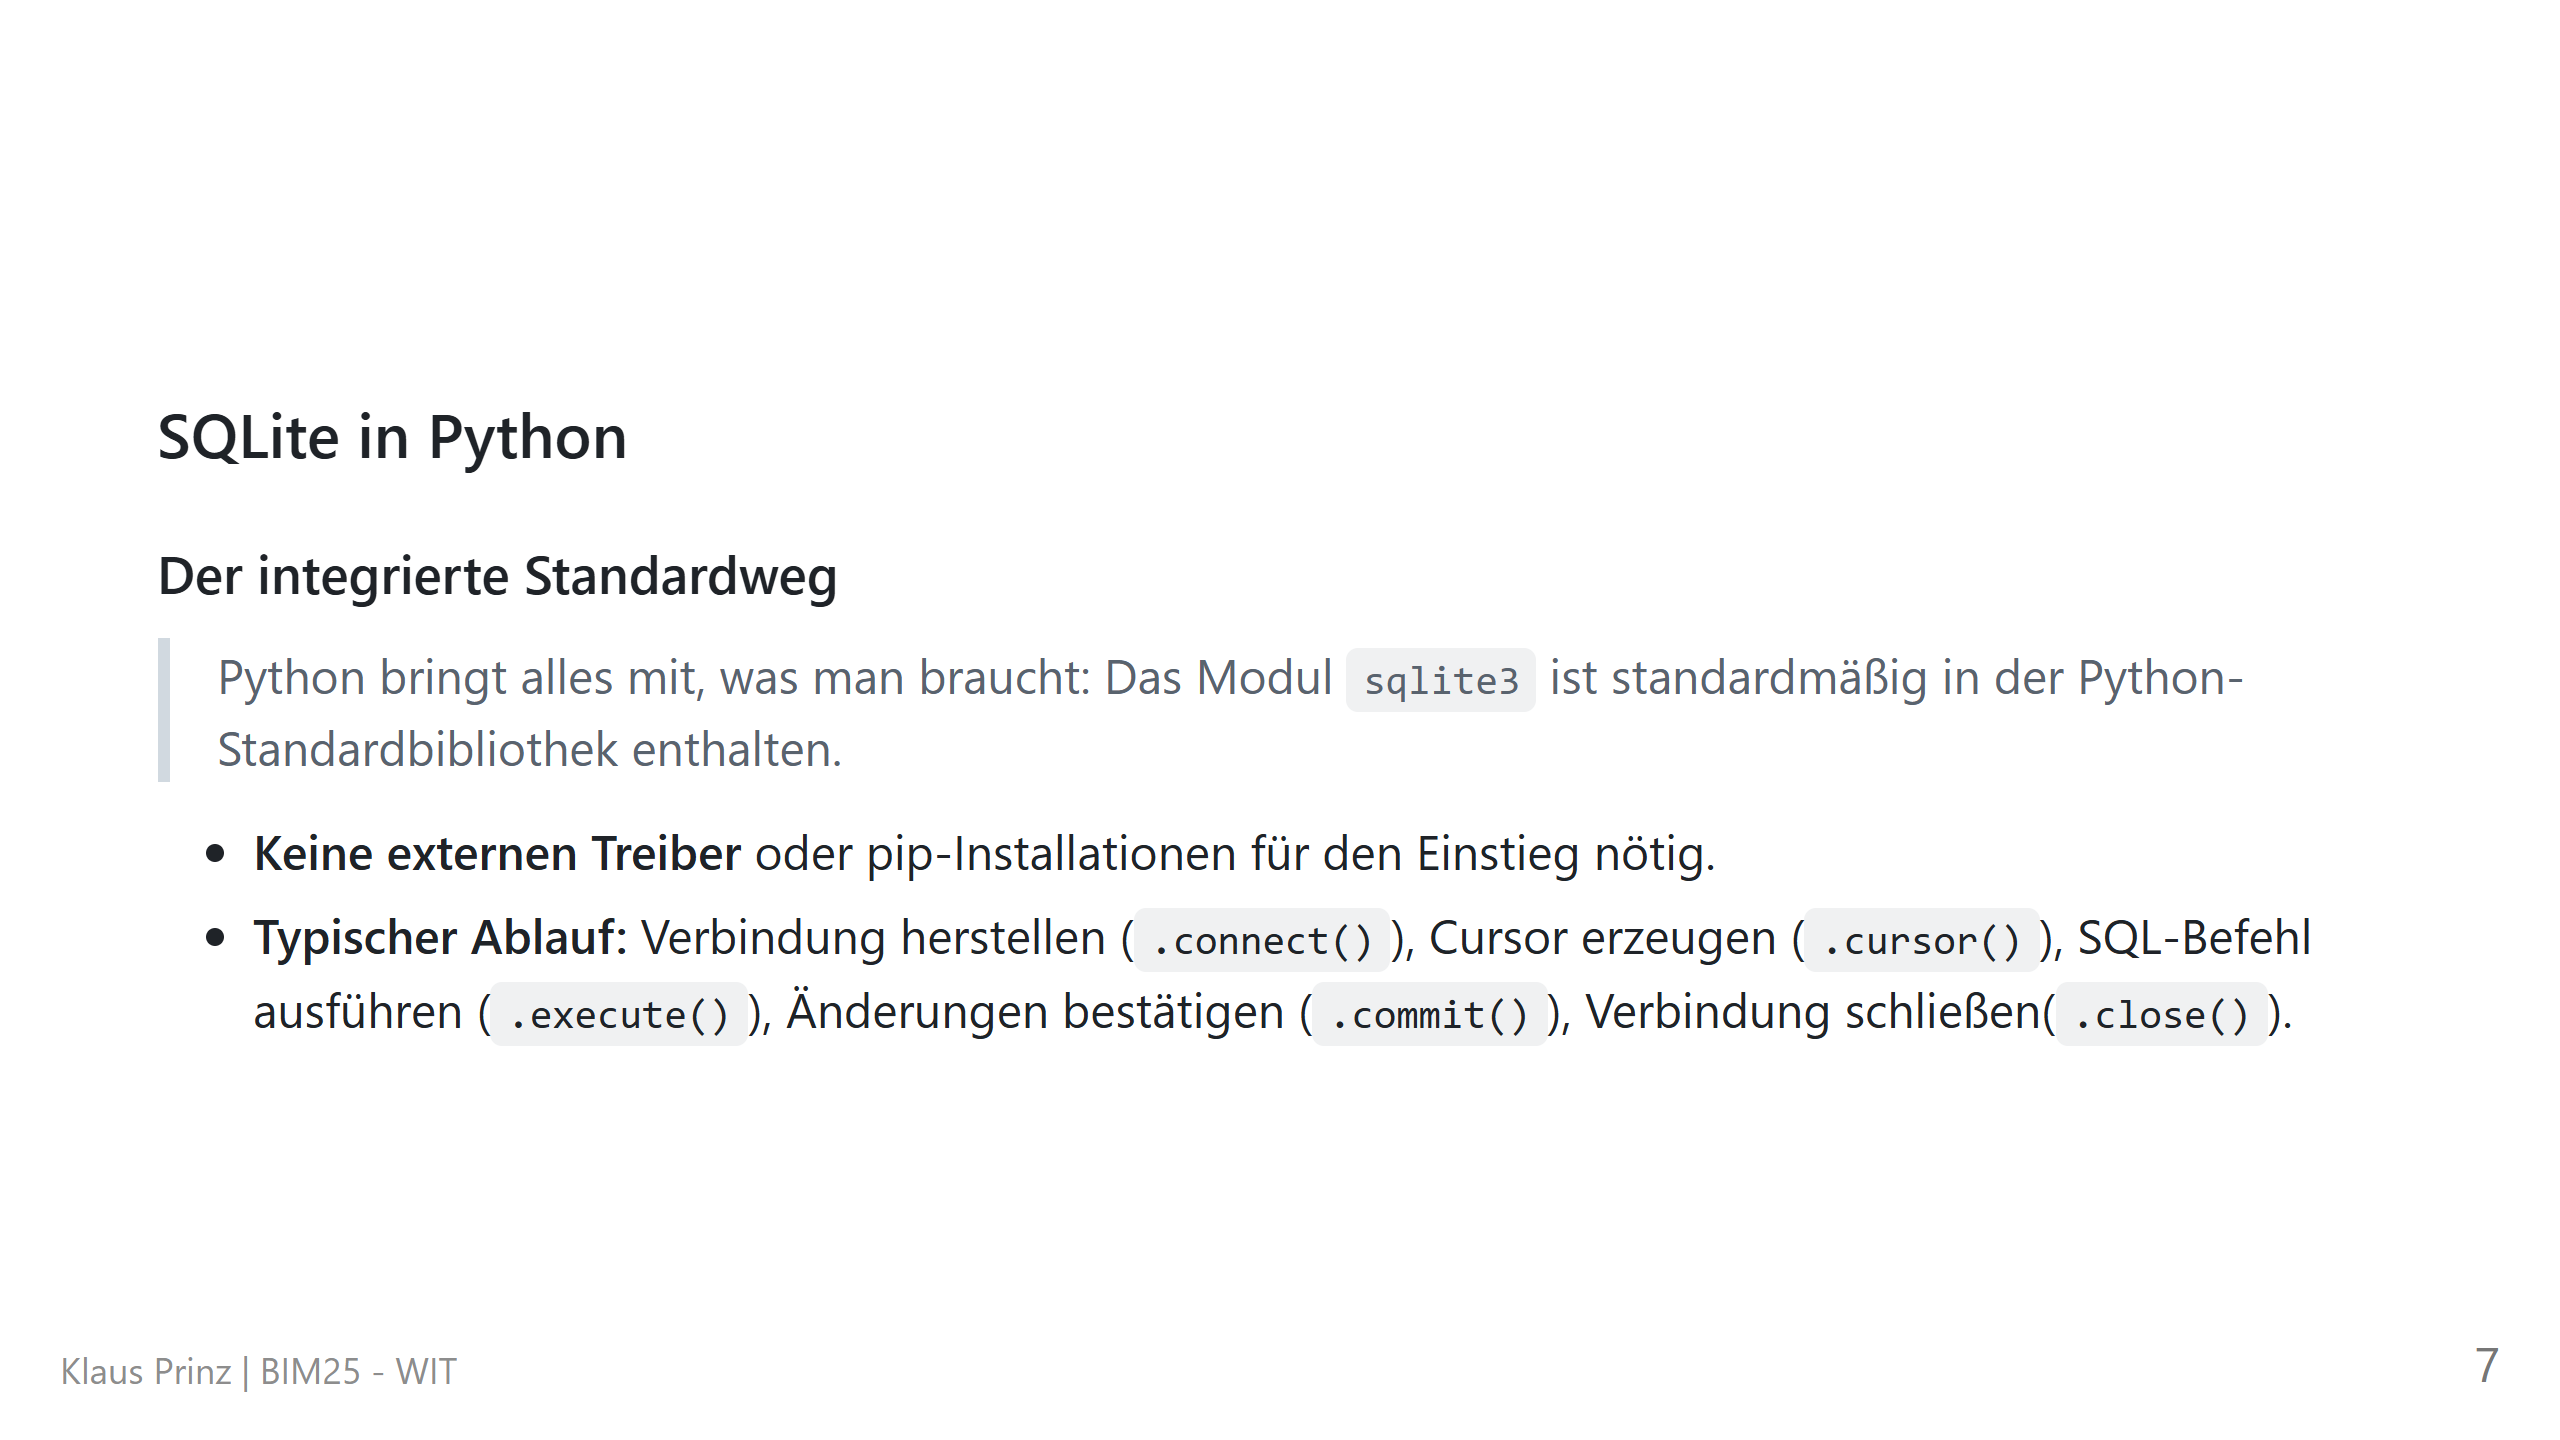 SQLite in Python
Der integrierte Standardweg
Python bringt alles mit, was man braucht: Das Modul sqlite3 ist standardmäßig in der Python-
Standardbibliothek enthalten.
• Keine externen Treiber oder pip-Installationen für den Einstieg nötig.
• Typischer Ablauf: Verbindung herstellen ( .connect() ), Cursor erzeugen ( .cursor() ), SQL-Befehl
ausführen ( .execute() ), Änderungen bestätigen ( .commit() ), Verbindung schließen( .close() ).
Klaus Prinz | BIM25 - WIT
7